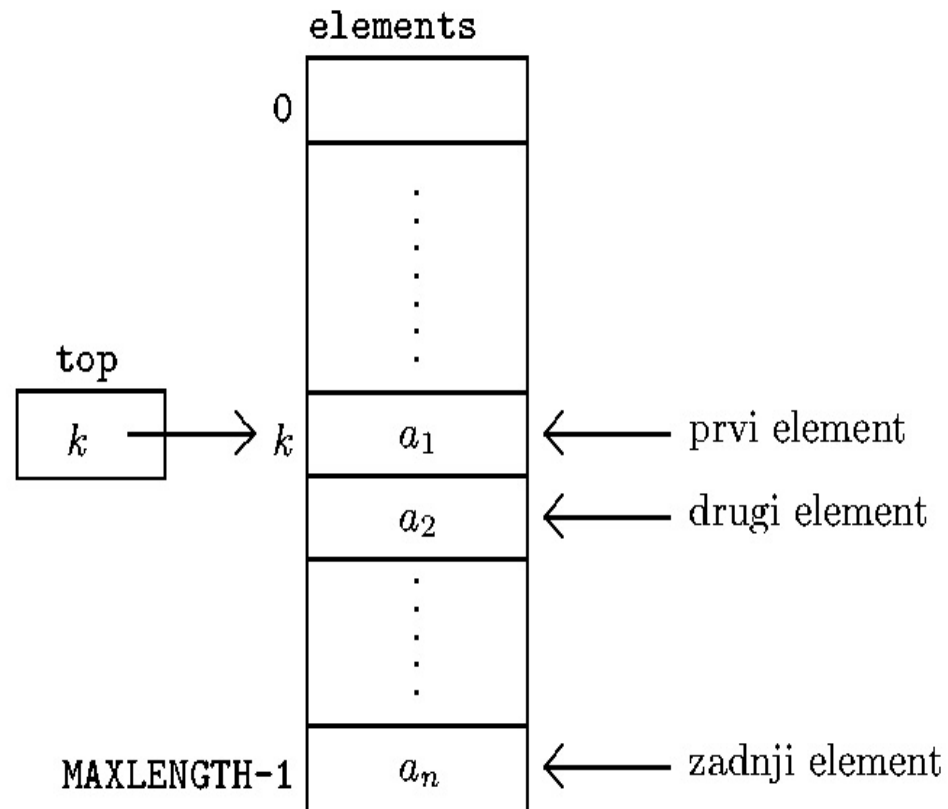 elements
0
top
k k a₁ prvi element
a₂ drugi element
MAXLENGTH-1 aₙ zadnji element